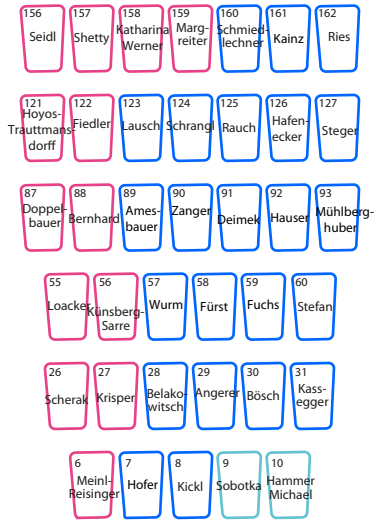 156 157 158 159 160 161 162
Seidl Shetty Katharina Werner Marg-reiter Schmied-lechner Kainz Ries
121 122 123 124 125 126 127
Hoyos-Trauttmans-dorff Fiedler Lausch Schrangl Rauch Hafen-ecker Steger
87 88 89 90 91 92 93
Doppel-bauer Bernhard Ames-bauer Zanger Deimek Hauser Mühlberg-huber
55 56 57 58 59 60
Loacker Künsberg-Sarre Wurm Fürst Fuchs Stefan
26 27 28 29 30 31
Scherak Krisper Belako-witsch Angerer Bösch Kass-egger
6 7 8 9 10
Meinl-Reisinger Hofer Kickl Sobotka Hammer Michael